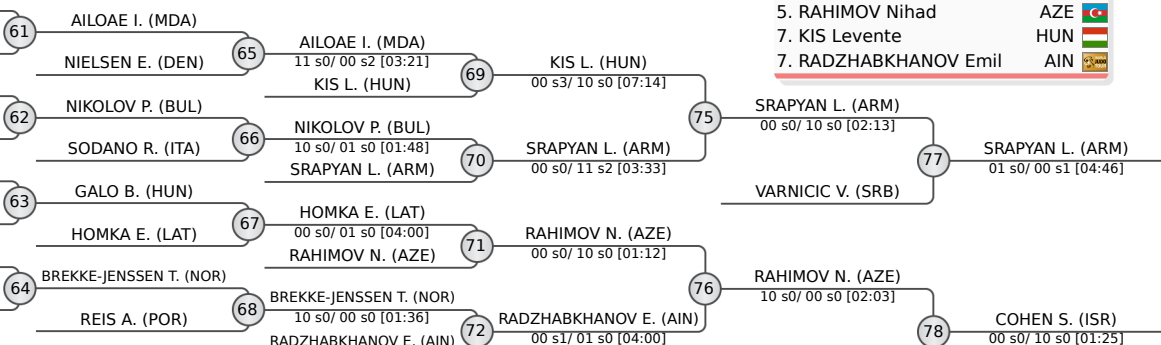 5. RAHIMOV Nihad AZE
7. KIS Levente HUN
7. RADZHABKHANOV Emil AIN
61
AILOAE I. (MDA)
NIELSEN E. (DEN)
65
AILOAE I. (MDA)
11 s0/ 00 s2 [03:21]
KIS L. (HUN)
69
KIS L. (HUN)
00 s3/ 10 s0 [07:14]
62
NIKOLOV P. (BUL)
SODANO R. (ITA)
66
NIKOLOV P. (BUL)
10 s0/ 01 s0 [01:48]
SRAPYAN L. (ARM)
70
SRAPYAN L. (ARM)
00 s0/ 11 s2 [03:33]
75
SRAPYAN L. (ARM)
00 s0/ 10 s0 [02:13]
VARNICIC V. (SRB)
77
SRAPYAN L. (ARM)
01 s0/ 00 s1 [04:46]
63
GALO B. (HUN)
HOMKA E. (LAT)
67
HOMKA E. (LAT)
00 s0/ 01 s0 [04:00]
RAHIMOV N. (AZE)
71
RAHIMOV N. (AZE)
00 s0/ 10 s0 [01:12]
64
BREKKE-JENSSEN T. (NOR)
REIS A. (POR)
68
BREKKE-JENSSEN T. (NOR)
10 s0/ 00 s0 [01:36]
RADZHABKHANOV E. (AIN)
72
RADZHABKHANOV E. (AIN)
00 s1/ 01 s0 [04:00]
76
RAHIMOV N. (AZE)
10 s0/ 00 s0 [02:03]
78
COHEN S. (ISR)
00 s0/ 10 s0 [01:25]